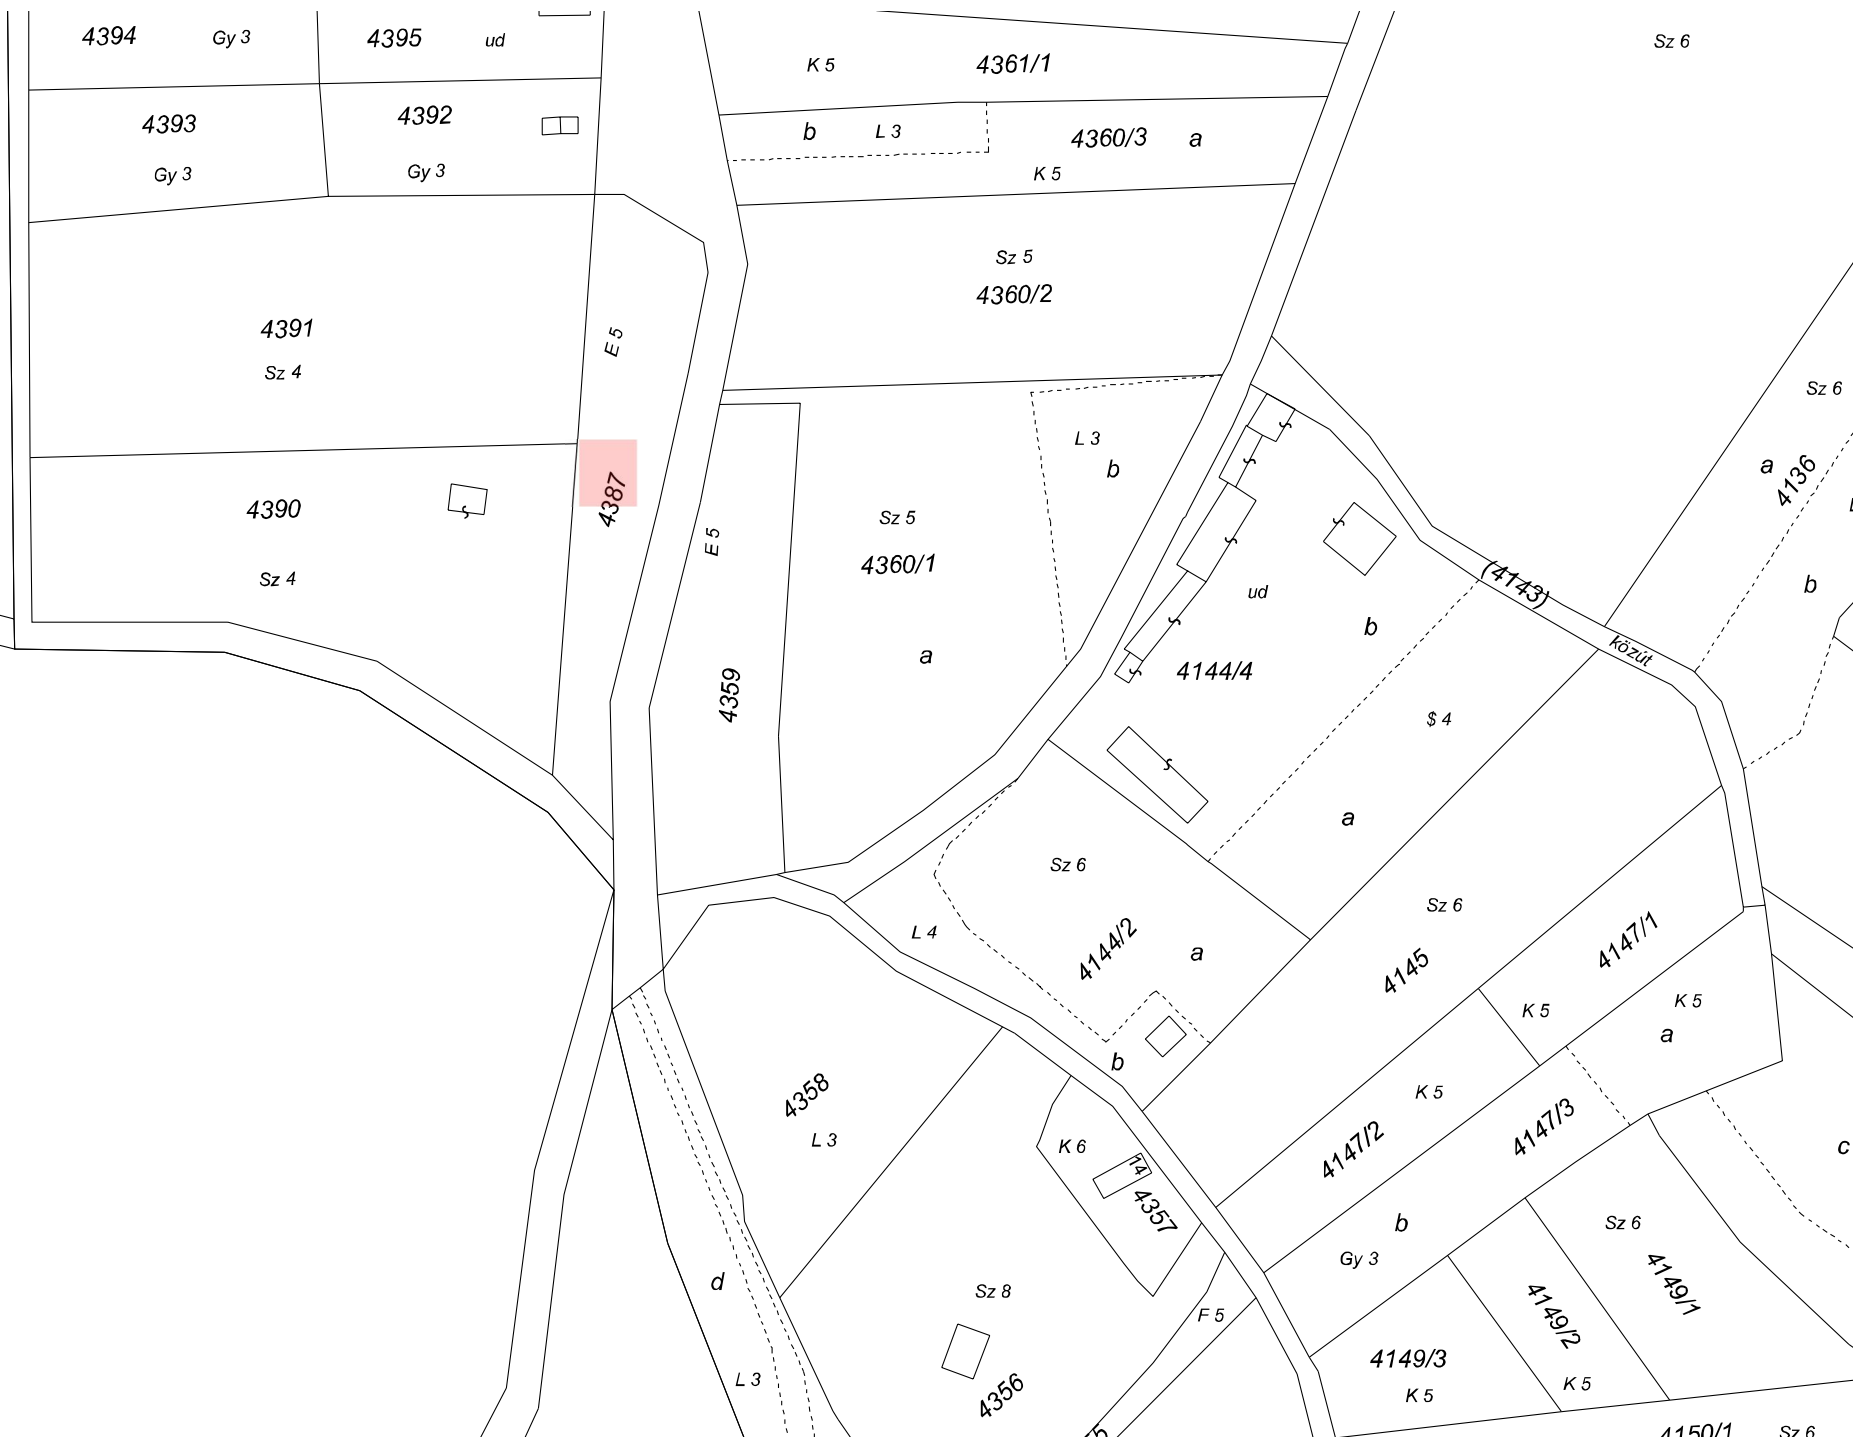 4394 Gy 3 4395 ud
K 5 4361/1
Sz 6
4393 4392
b L 3 4360/3 a
Gy 3 Gy 3 K 5
Sz 5
4360/2
4391
E 5
Sz 4
Sz 6
L 3
b
a 4136
4387
4390
Sz 5
E 5
4360/1
Sz 4
ud
(4143)
b
b
közút
a
4144/4
4359
$ 4
a
Sz 6
Sz 6
L 4
4144/2 a
4145
4147/1
K 5 K 5
a
b
4358
K 5
L 3
K 6
14
4357
4147/2
4147/3
c
b
Sz 6
Gy 3
d
Sz 8
F 5
4149/1
4149/2
4149/3
L 3
K 5
K 5
4356
4150/1 Sz 6